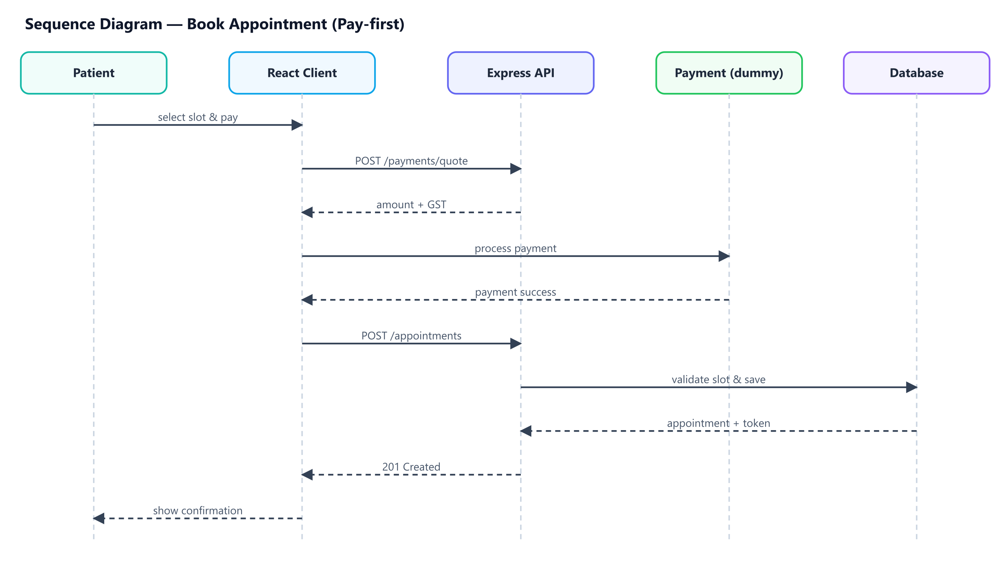 Sequence Diagram — Book Appointment (Pay-first)
Patient
React Client
Express API
Payment (dummy)
Database
select slot & pay
POST /payments/quote
amount + GST
process payment
payment success
POST /appointments
validate slot & save
appointment + token
201 Created
show confirmation